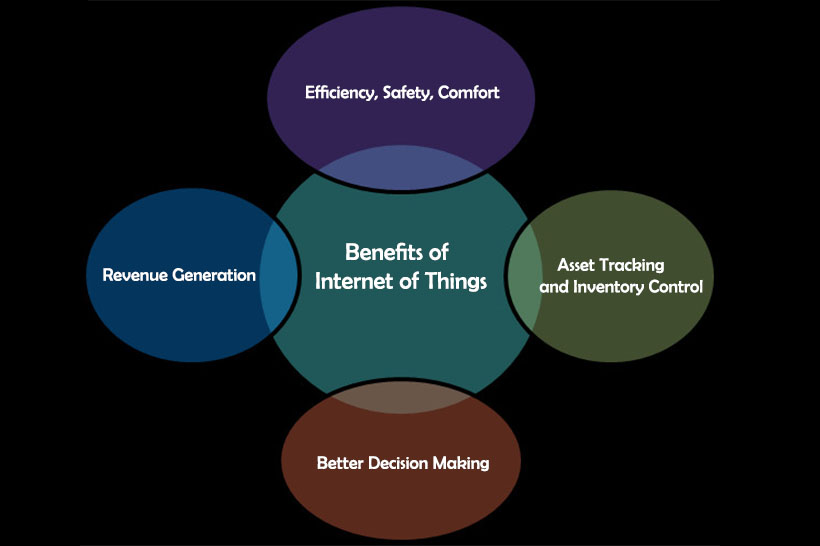 Efficiency, Safety, Comfort
Benefits of
Internet of Things
Revenue Generation
Asset Tracking
and Inventory Control
Better Decision Making